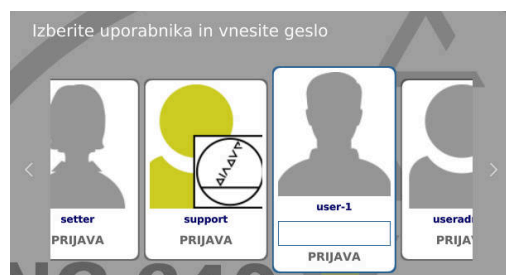 Izberite uporabnika in vnesite geslo
setter
PRIJAVA
support
PRIJAVA
user-1
PRIJAVA